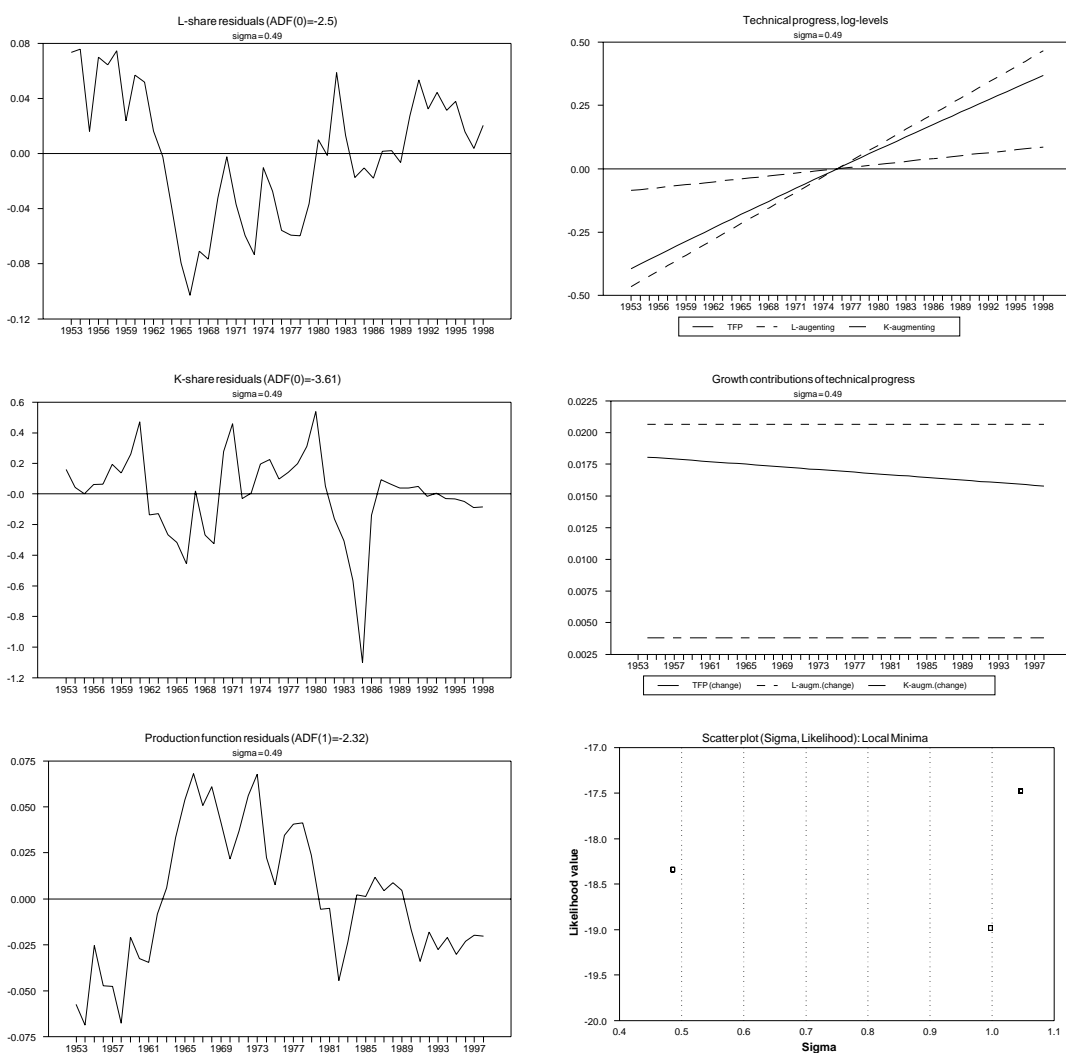 L-share residuals (ADF(0)=-2.5)
sigma = 0.49
0.08
0.04
0.00
-0.04
-0.08
-0.12
1953 1956 1959 1962 1965 1968 1971 1974 1977 1980 1983 1986 1989 1992 1995 1998
Technical progress, log-levels
sigma = 0.49
0.50
0.25
0.00
-0.25
-0.50
1953 1956 1959 1962 1965 1968 1971 1974 1977 1980 1983 1986 1989 1992 1995 1998
TFP L-augenting K-augmenting
K-share residuals (ADF(0)=-3.61)
sigma = 0.49
0.6
0.4
0.2
-0.0
-0.2
-0.4
-0.6
-0.8
-1.0
-1.2
1953 1956 1959 1962 1965 1968 1971 1974 1977 1980 1983 1986 1989 1992 1995 1998
Growth contributions of technical progress
sigma = 0.49
0.0225
0.0200
0.0175
0.0150
0.0125
0.0100
0.0075
0.0050
0.0025
1953 1957 1961 1965 1969 1973 1977 1981 1985 1989 1993 1997
TFP (change) L-augm.(change) K-augm.(change)
Production function residuals (ADF(1)=-2.32)
sigma = 0.49
0.075
0.050
0.025
0.000
-0.025
-0.050
-0.075
1953 1957 1961 1965 1969 1973 1977 1981 1985 1989 1993 1997
Scatter plot (Sigma, Likelihood): Local Minima
Likelihood value
-17.0
-17.5
-18.0
-18.5
-19.0
-19.5
-20.0
0.4 0.5 0.6 0.7 0.8 0.9 1.0 1.1
Sigma